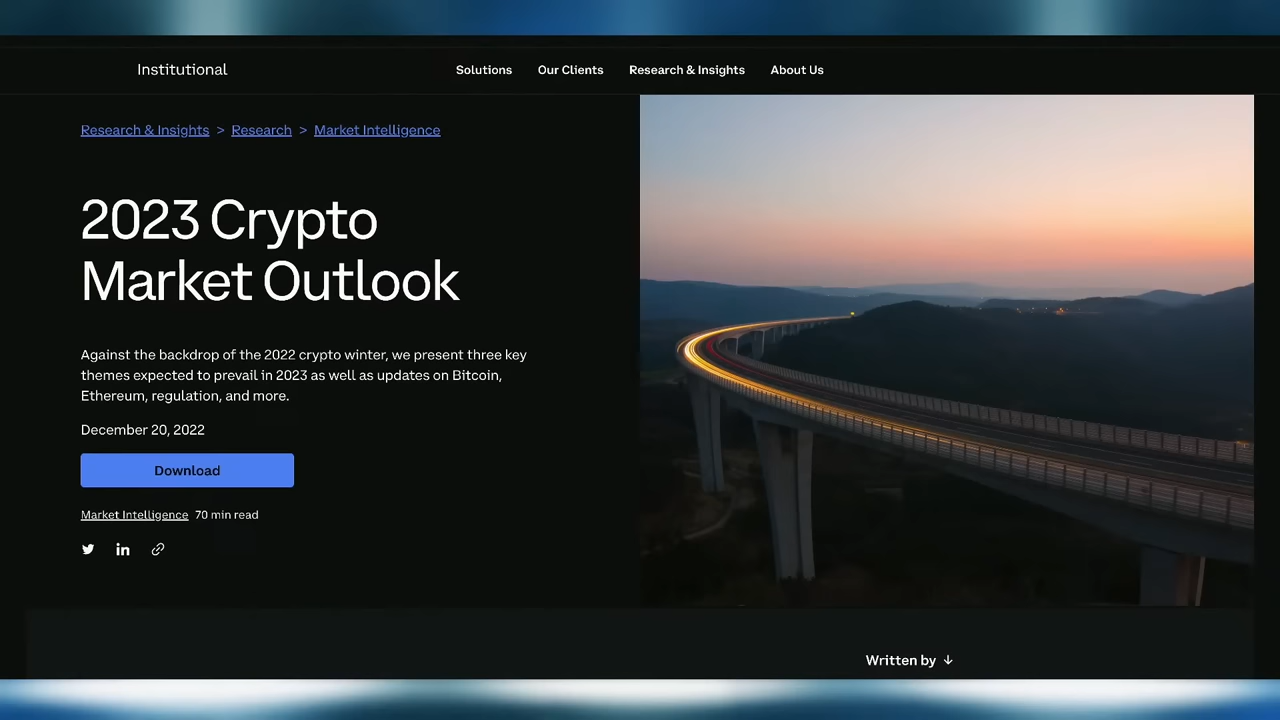 Institutional
Solutions
Our Clients
Research & Insights
About Us
Research & Insights > Research > Market Intelligence
2023 Crypto
Market Outlook
Against the backdrop of the 2022 crypto winter, we present three key
themes expected to prevail in 2023 as well as updates on Bitcoin,
Ethereum, regulation, and more.
December 20, 2022
Download
Market Intelligence 70 min read
Written by ↓